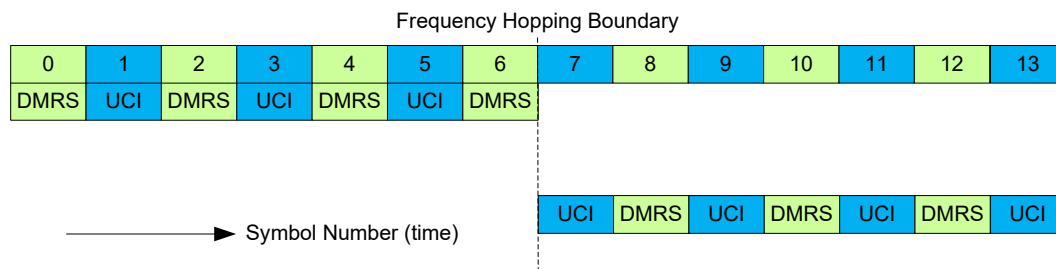 Frequency Hopping Boundary
0 1 2 3 4 5 6 7 8 9 10 11 12 13
DMRS UCI DMRS UCI DMRS UCI DMRS
UCI DMRS UCI DMRS UCI DMRS UCI
Symbol Number (time)